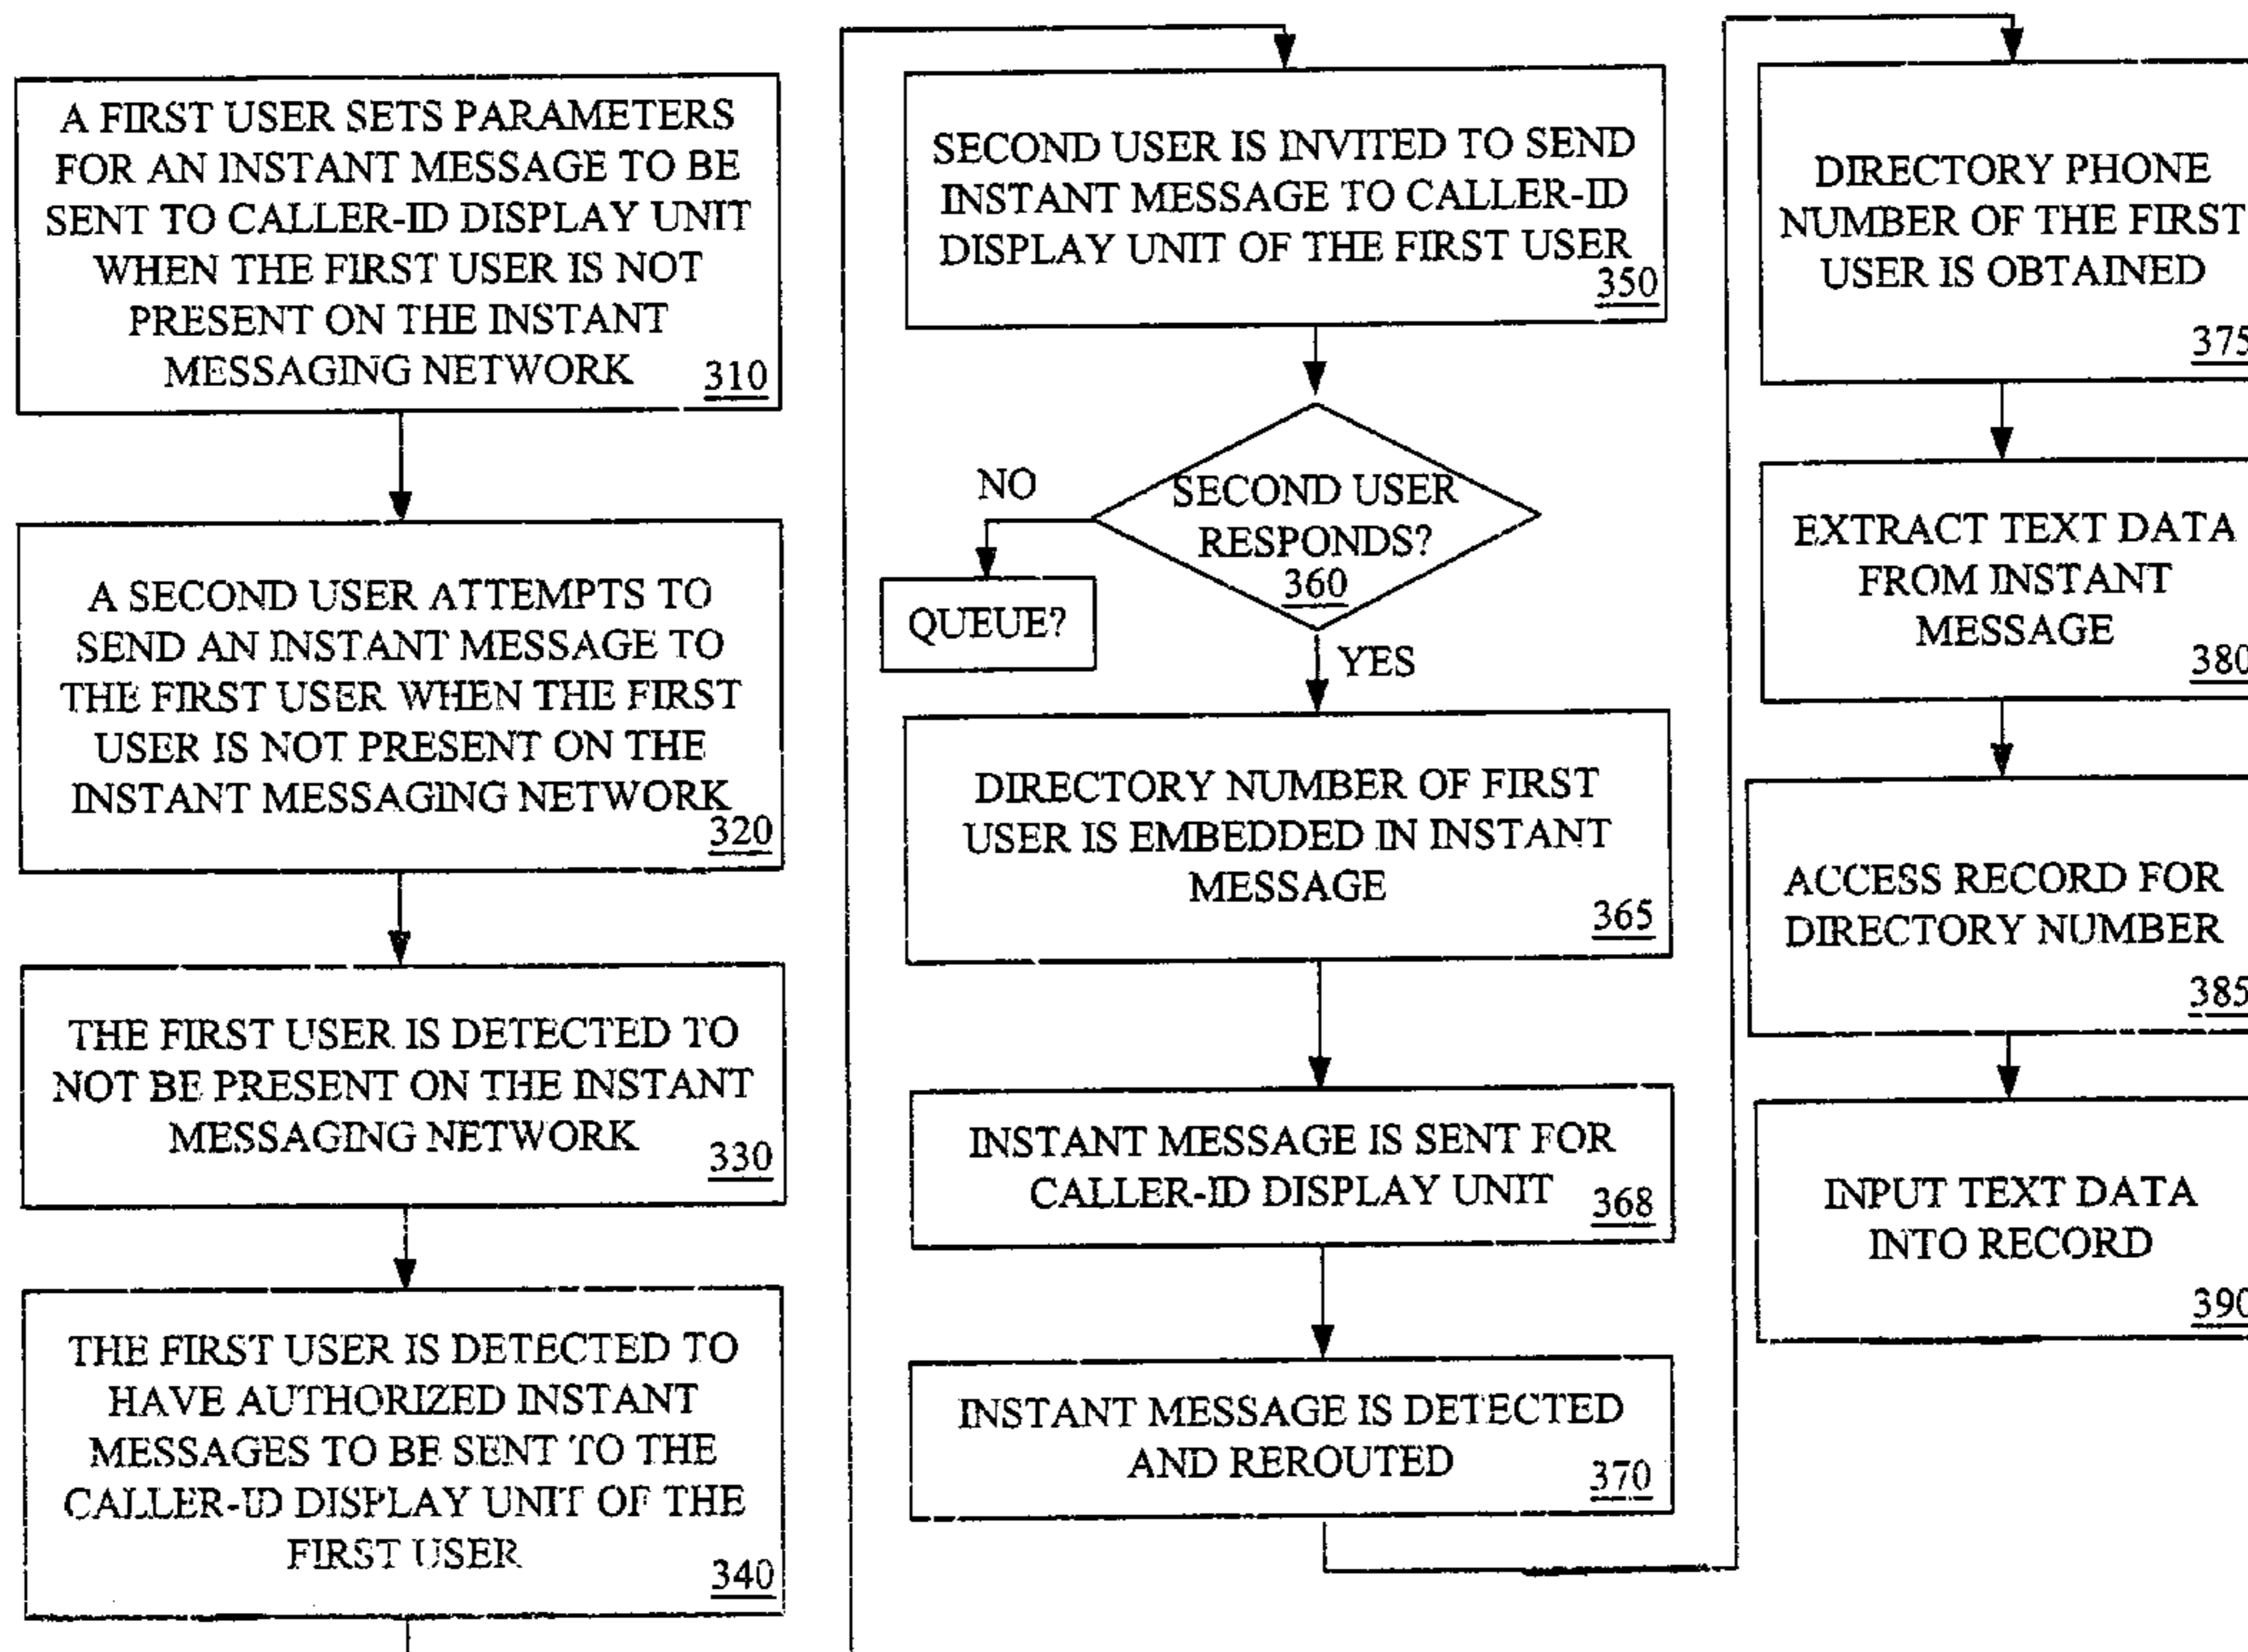 A FIRST USER SETS PARAMETERS
FOR AN INSTANT MESSAGE TO BE
SENT TO CALLER-ID DISPLAY UNIT
WHEN THE FIRST USER IS NOT
PRESENT ON THE INSTANT
MESSAGING NETWORK 310
A SECOND USER ATTEMPTS TO
SEND AN INSTANT MESSAGE TO
THE FIRST USER WHEN THE FIRST
USER IS NOT PRESENT ON THE
INSTANT MESSAGING NETWORK
320
THE FIRST USER IS DETECTED TO
NOT BE PRESENT ON THE INSTANT
MESSAGING NETWORK 330
THE FIRST USER IS DETECTED TO
HAVE AUTHORIZED INSTANT
MESSAGES TO BE SENT TO THE
CALLER-ID DISPLAY UNIT OF THE
FIRST USER
340
SECOND USER IS INVITED TO SEND
INSTANT MESSAGE TO CALLER-ID
DISPLAY UNIT OF THE FIRST USER
350
SECOND USER
RESPONDS?
360
NO
QUEUE?
YES
DIRECTORY NUMBER OF FIRST
USER IS EMBEDDED IN INSTANT
MESSAGE
365
INSTANT MESSAGE IS SENT FOR
CALLER-ID DISPLAY UNIT 368
INSTANT MESSAGE IS DETECTED
AND REROUTED 370
DIRECTORY PHONE
NUMBER OF THE FIRST
USER IS OBTAINED
375
EXTRACT TEXT DATA
FROM INSTANT
MESSAGE
380
ACCESS RECORD FOR
DIRECTORY NUMBER
385
INPUT TEXT DATA
INTO RECORD
390